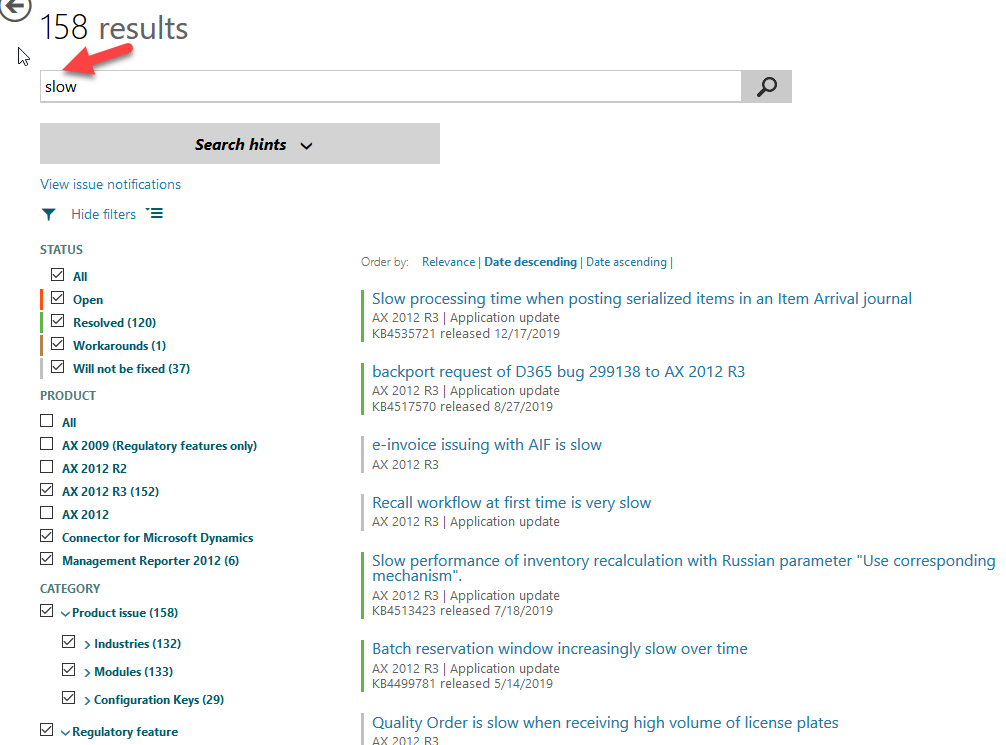 158 results
slow
Search hints
View issue notifications
Hide filters
STATUS
All
Open
Resolved (120)
Workarounds (1)
Will not be fixed (37)
PRODUCT
All
AX 2009 (Regulatory features only)
AX 2012 R2
AX 2012 R3 (152)
AX 2012
Connector for Microsoft Dynamics
Management Reporter 2012 (6)
CATEGORY
Product issue (158)
Industries (132)
Modules (133)
Configuration Keys (29)
Regulatory feature
Order by: Relevance | Date descending | Date ascending |
Slow processing time when posting serialized items in an Item Arrival journal
AX 2012 R3 | Application update
KB4535721 released 12/17/2019
backport request of D365 bug 299138 to AX 2012 R3
AX 2012 R3 | Application update
KB4517570 released 8/27/2019
e-invoice issuing with AIF is slow
AX 2012 R3
Recall workflow at first time is very slow
AX 2012 R3 | Application update
Slow performance of inventory recalculation with Russian parameter "Use corresponding
mechanism".
AX 2012 R3 | Application update
KB4513423 released 7/18/2019
Batch reservation window increasingly slow over time
AX 2012 R3 | Application update
KB4499781 released 5/14/2019
Quality Order is slow when receiving high volume of license plates
AX 2012 R3